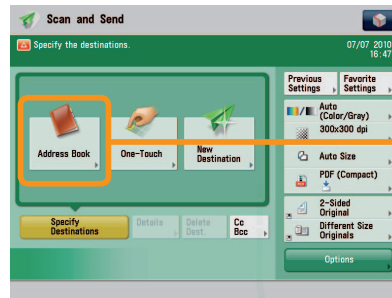 Scan and Send
Specify the destinations.
07/07 2010
16:47
Previous
Settings
Favorite
Settings
Auto
(Color/Gray)
300x300 dpi
Address Book
One-Touch
New
Destination
Auto Size
PDF (Compact)
2-Sided
Original
Different Size
Originals
Specify
Destinations
Details
Delete
Dest.
Cc
Bcc
Options